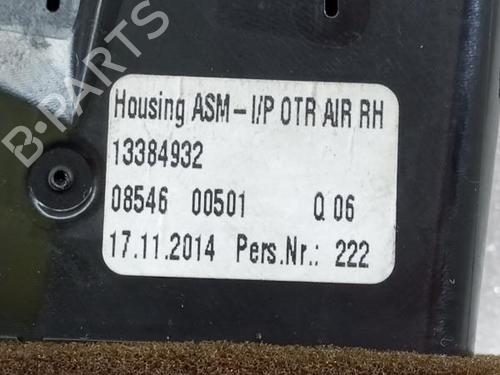 B-PARTS
Housing ASM-I/P OTR AIR RH
13384932
08546 00501 Q 06
17.11.2014 Pers.Nr.: 222